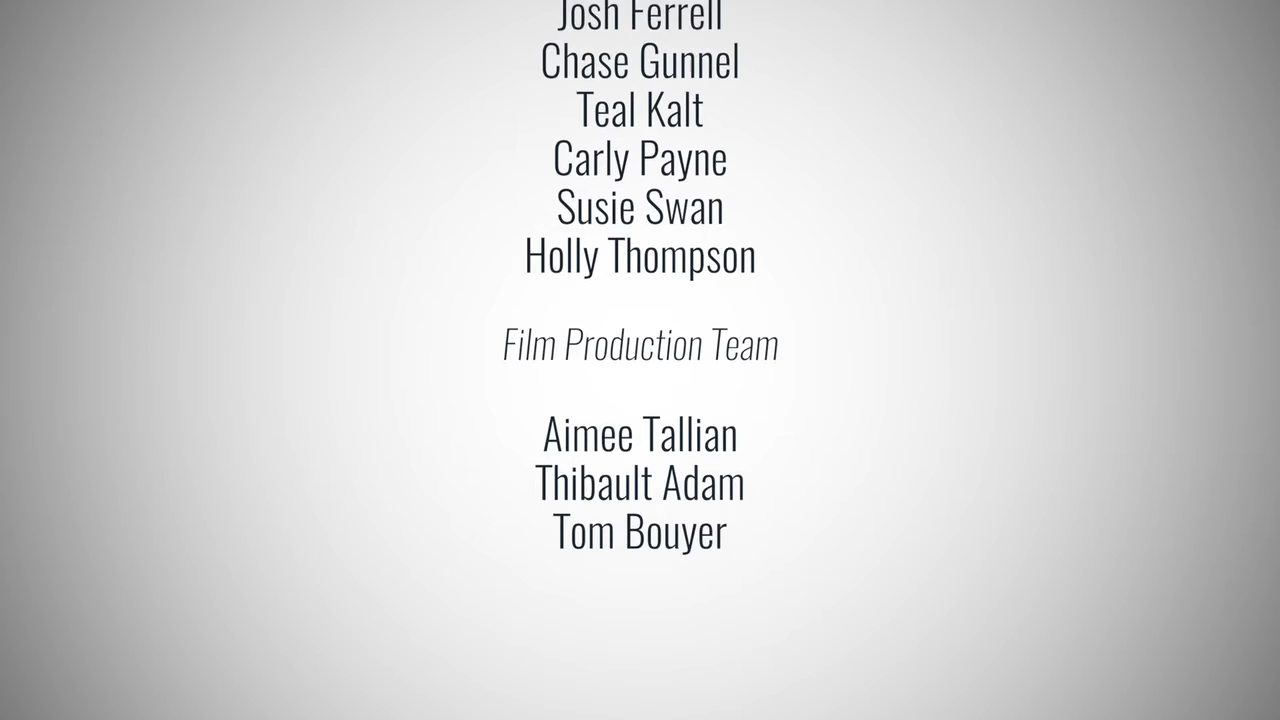 Josh Ferrell
Chase Gunnel
Teal Kalt
Carly Payne
Susie Swan
Holly Thompson
Film Production Team
Aimee Tallian
Thibault Adam
Tom Bouyer